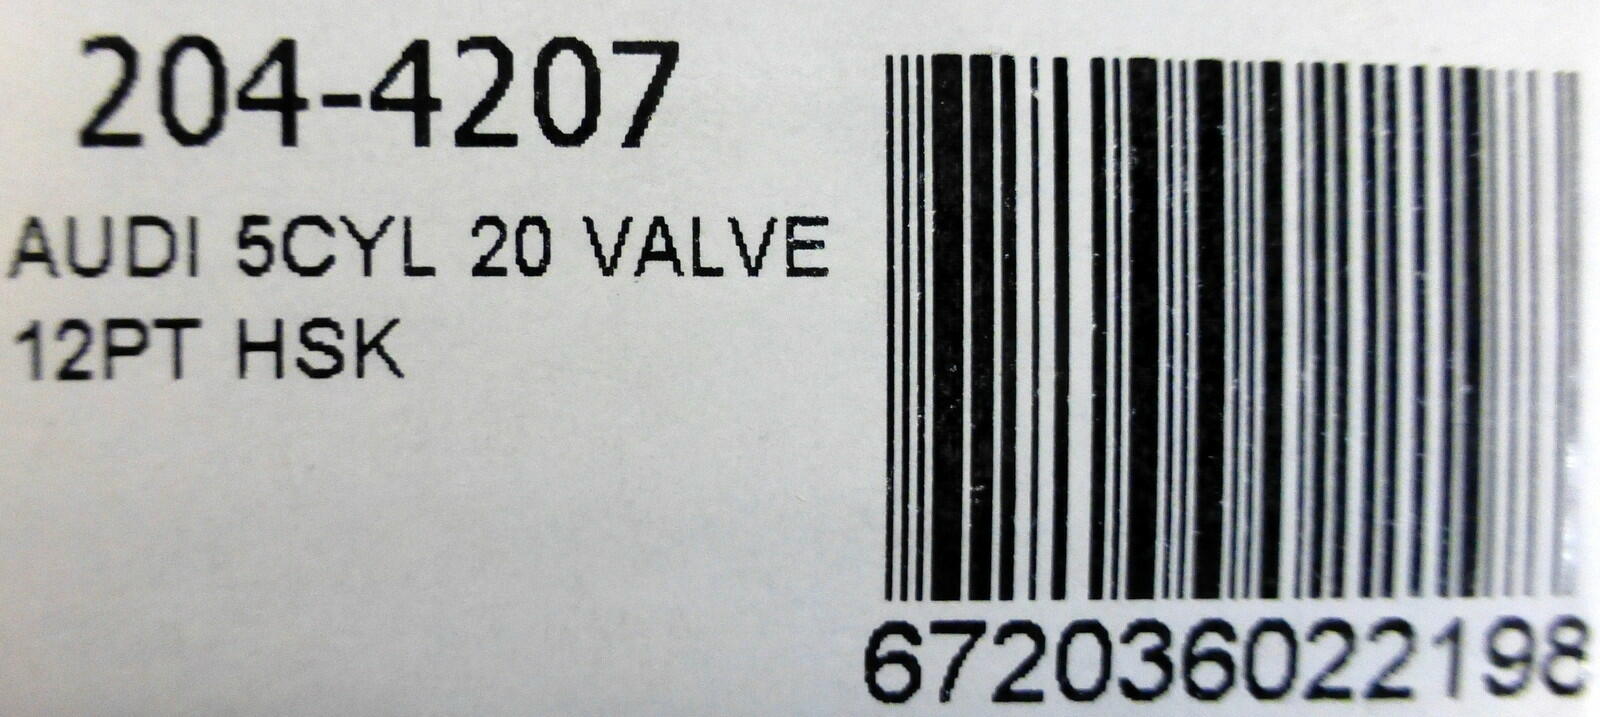 204-4207
AUDI 5CYL 20 VALVE
12PT HSK
672036022198